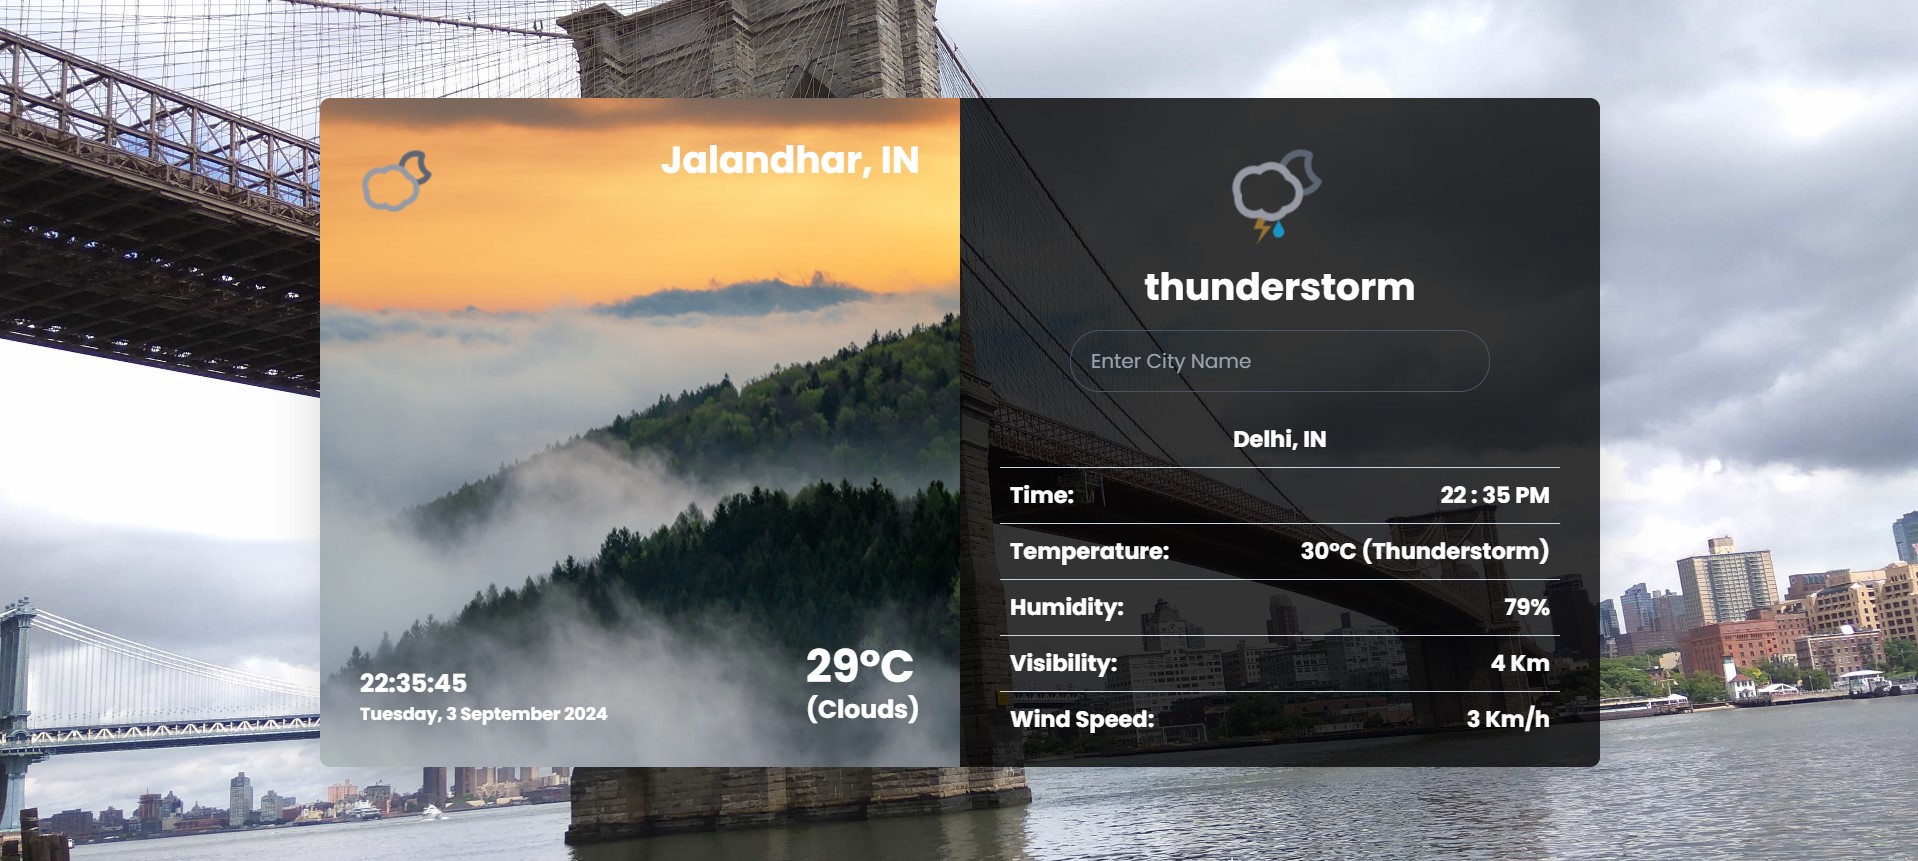 Jalandhar, IN
22:35:45
Tuesday, 3 September 2024
29°C
(Clouds)
thunderstorm
Enter City Name
Delhi, IN
Time: 22 : 35 PM
Temperature: 30°C (Thunderstorm)
Humidity: 79%
Visibility: 4 Km
Wind Speed: 3 Km/h